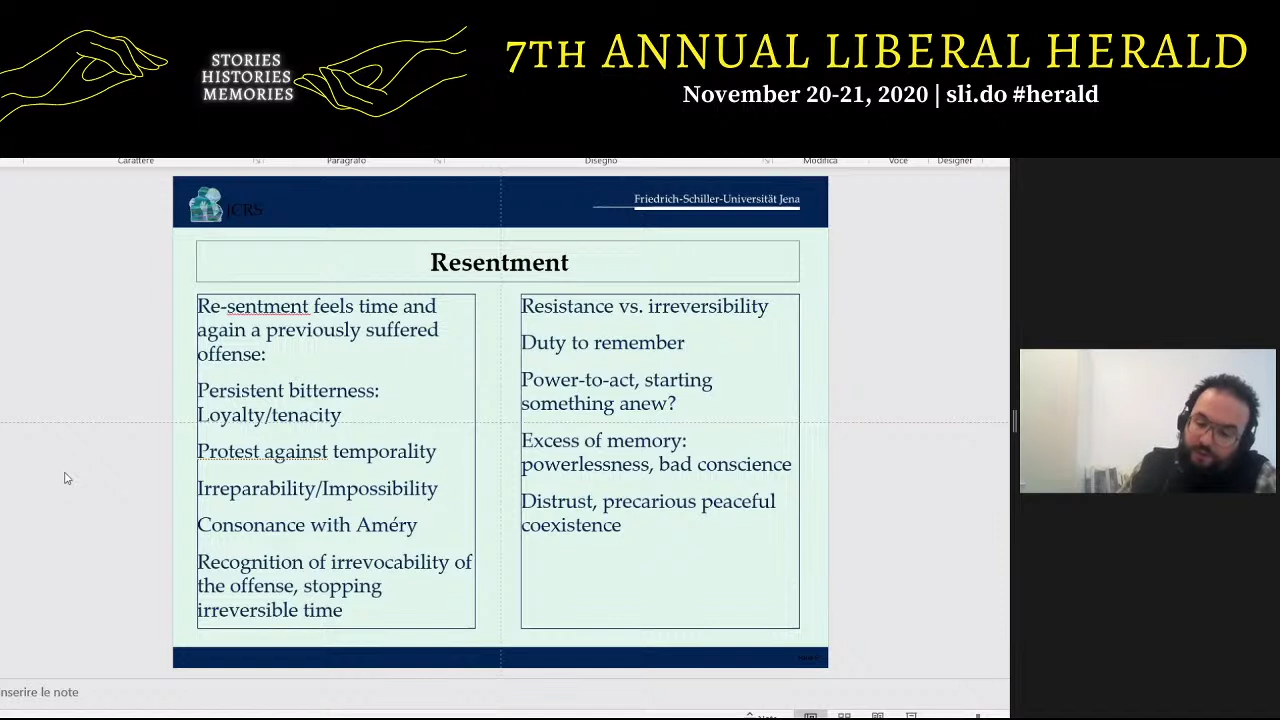 STORIES
HISTORIES
MEMORIES
7TH ANNUAL LIBERAL HERALD
November 20-21, 2020 | sli.do #herald
Carattere
Paragrafo
Disegno
Modifica
Voce
Designer
JCRS
Friedrich-Schiller-Universität Jena
Resentment
Re-sentment feels time and
again a previously suffered
offense:
Persistent bitterness:
Loyalty/tenacity
Protest against temporality
Irreparability/Impossibility
Consonance with Améry
Recognition of irrevocability of
the offense, stopping
irreversible time
Resistance vs. irreversibility
Duty to remember
Power-to-act, starting
something anew?
Excess of memory:
powerlessness, bad conscience
Distrust, precarious peaceful
coexistence
nserire le note